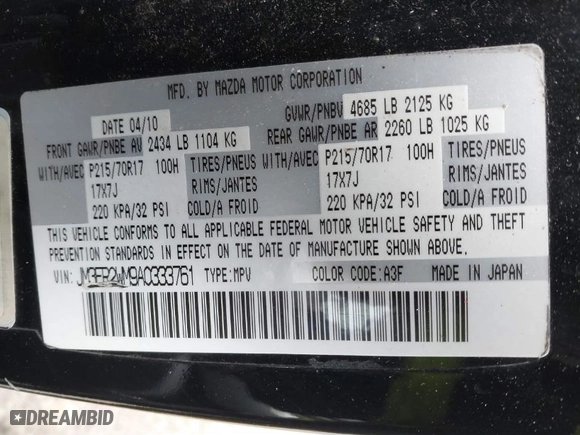 MFD. BY MAZDA MOTOR CORPORATION
DATE 04/10 GVWR/PNBV 4685 LB 2125 KG
FRONT GAWR/PNBE AV 2434 LB 1104 KG REAR GAWR/PNBE AR 2260 LB 1025 KG
WITH/AVEC P215/70R17 100H TIRES/PNEUS WITH/AVEC P215/70R17 100H TIRES/PNEUS
17X7J RIMS/JANTES 17X7J RIMS/JANTES
220 KPA/32 PSI COLD/A FROID 220 KPA/32 PSI COLD/A FROID
THIS VEHICLE CONFORMS TO ALL APPLICABLE FEDERAL MOTOR VEHICLE SAFETY AND THEFT
PREVENTION STANDARDS IN EFFECT ON THE DATE OF MANUFACTURE SHOWN ABOVE.
VIN: JM3ER2WM9A0333761 TYPE:MPV COLOR CODE:A3F MADE IN JAPAN
DREAMBID